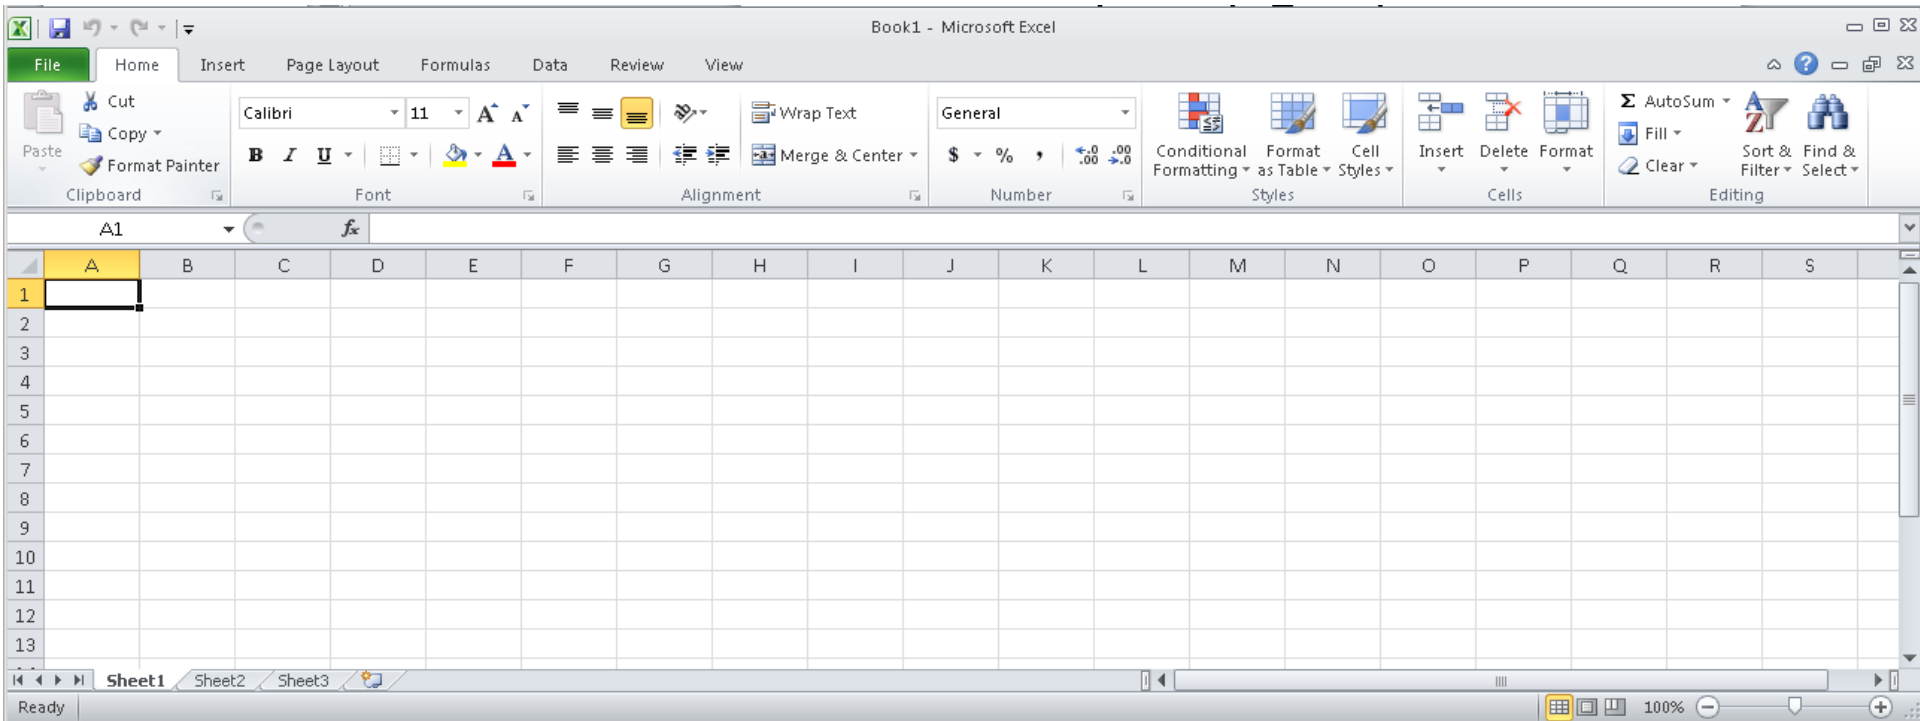 Book1 - Microsoft Excel
File Home Insert Page Layout Formulas Data Review View
Cut
Copy
Paste
Format Painter
Clipboard
Calibri 11
B I U
Font
Wrap Text
Merge & Center
Alignment
General
$ % ,
Number
Conditional Formatting
Format as Table
Cell Styles
Styles
Insert Delete Format
Cells
Σ AutoSum
Fill
Clear
Sort & Filter
Find & Select
Editing
A1 fx
A B C D E F G H I J K L M N O P Q R S
1
2
3
4
5
6
7
8
9
10
11
12
13
Sheet1 Sheet2 Sheet3
Ready 100%